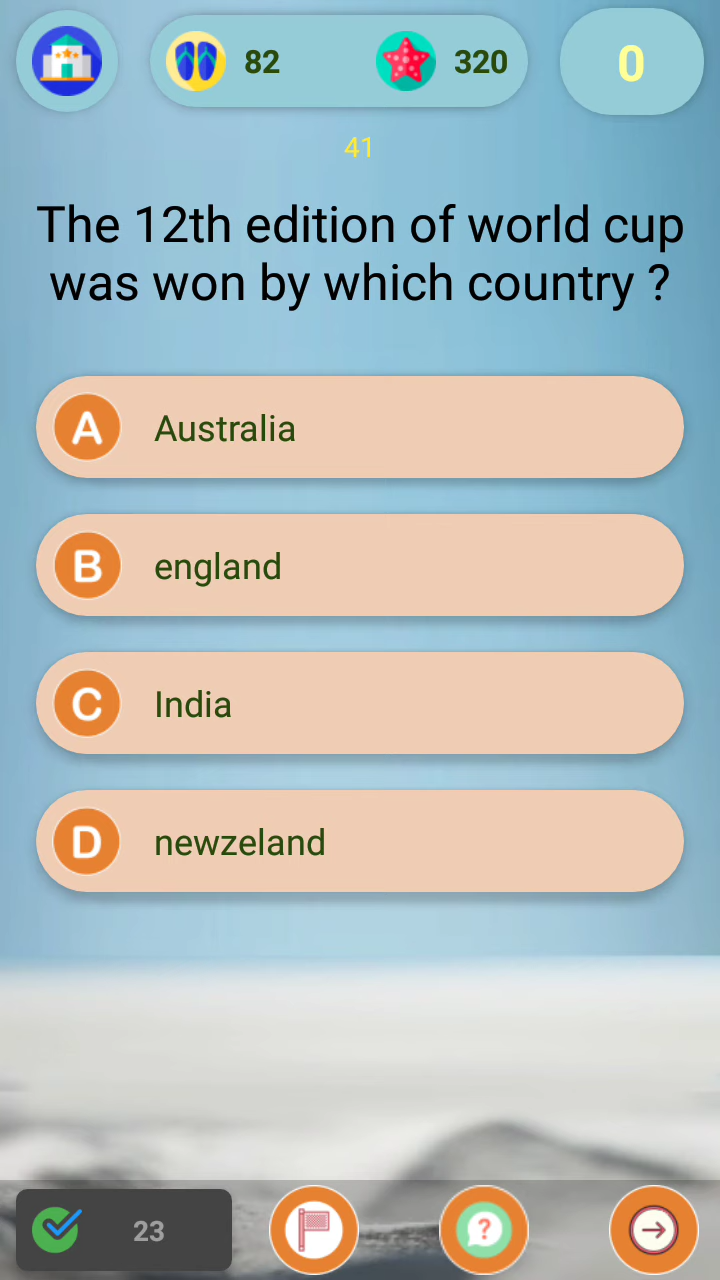 82
320
0
41
The 12th edition of world cup
was won by which country ?
A Australia
B england
C India
D newzeland
23
?